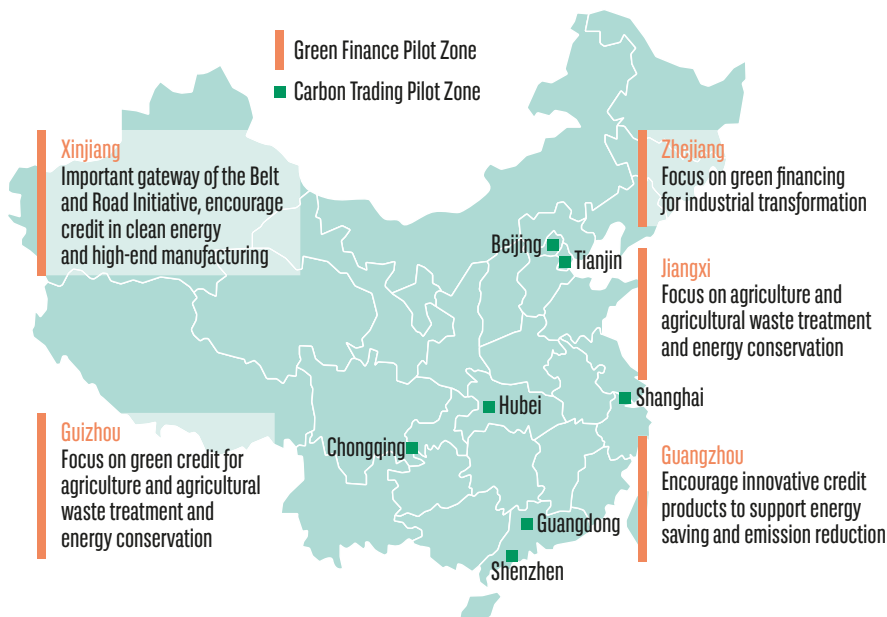 Green Finance Pilot Zone
Carbon Trading Pilot Zone
Xinjiang
Important gateway of the Belt
and Road Initiative, encourage
credit in clean energy
and high-end manufacturing
Zhejiang
Focus on green financing
for industrial transformation
Beijing
Tianjin
Jiangxi
Focus on agriculture and
agricultural waste treatment
and energy conservation
Hubei
Shanghai
Chongqing
Guizhou
Focus on green credit for
agriculture and agricultural
waste treatment and
energy conservation
Guangzhou
Encourage innovative credit
products to support energy
saving and emission reduction
Guangdong
Shenzhen